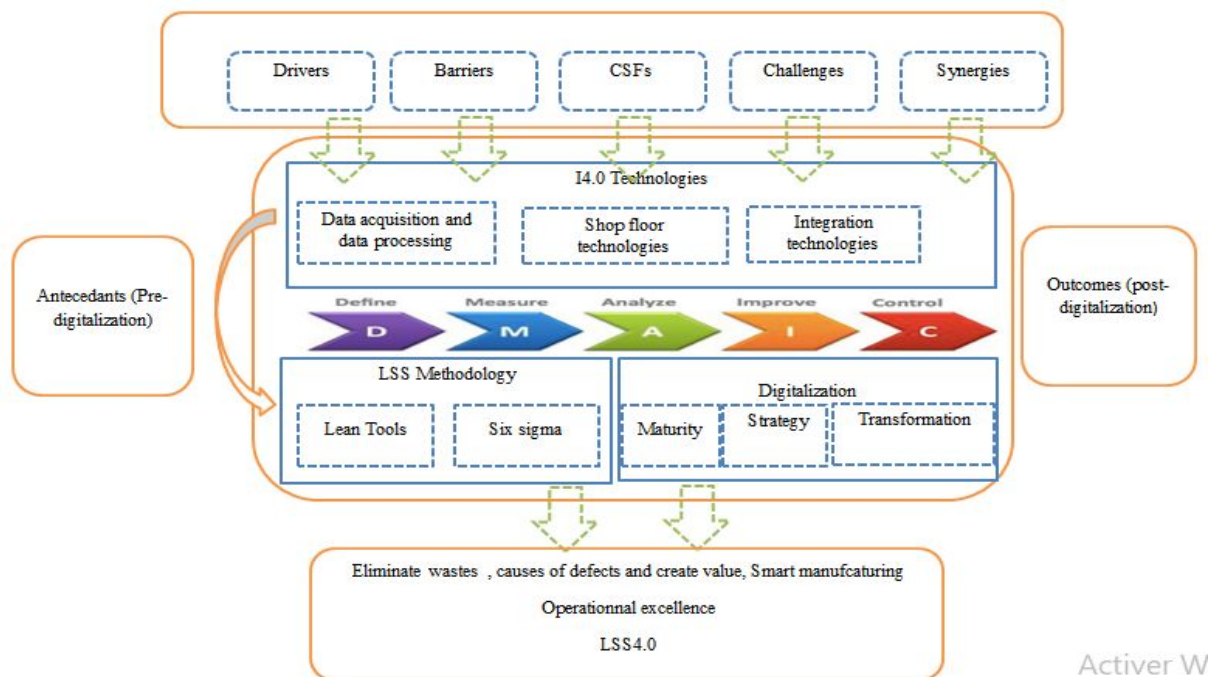 Drivers
Barriers
CSFs
Challenges
Synergies
I4.0 Technologies
Data acquisition and
data processing
Shop floor
technologies
Integration
technologies
Antecedants (Pre-
digitalization)
Outcomes (post-
digitalization)
Define
Measure
Analyze
Improve
Control
D
M
A
I
C
LSS Methodology
Lean Tools
Six sigma
Digitalization
Maturity
Strategy
Transformation
Eliminate wastes , causes of defects and create value, Smart manufcaturing
Operationnal excellence
LSS4.0
Activer W